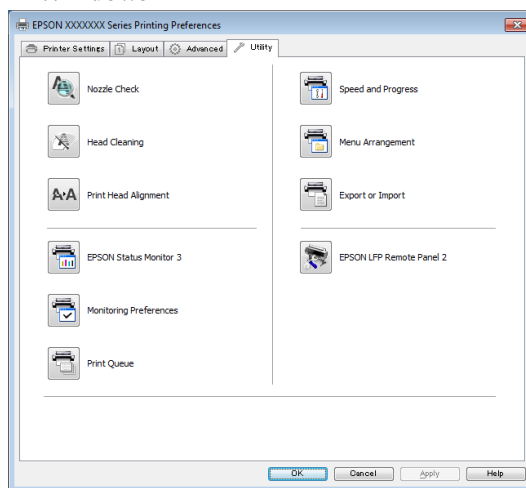 EPSON XXXXXXX Series Printing Preferences
Printer Settings Layout Advanced Utility
Nozzle Check
Head Cleaning
Print Head Alignment
EPSON Status Monitor 3
Monitoring Preferences
Print Queue
Speed and Progress
Menu Arrangement
Export or Import
EPSON LFP Remote Panel 2
OK Cancel Apply Help